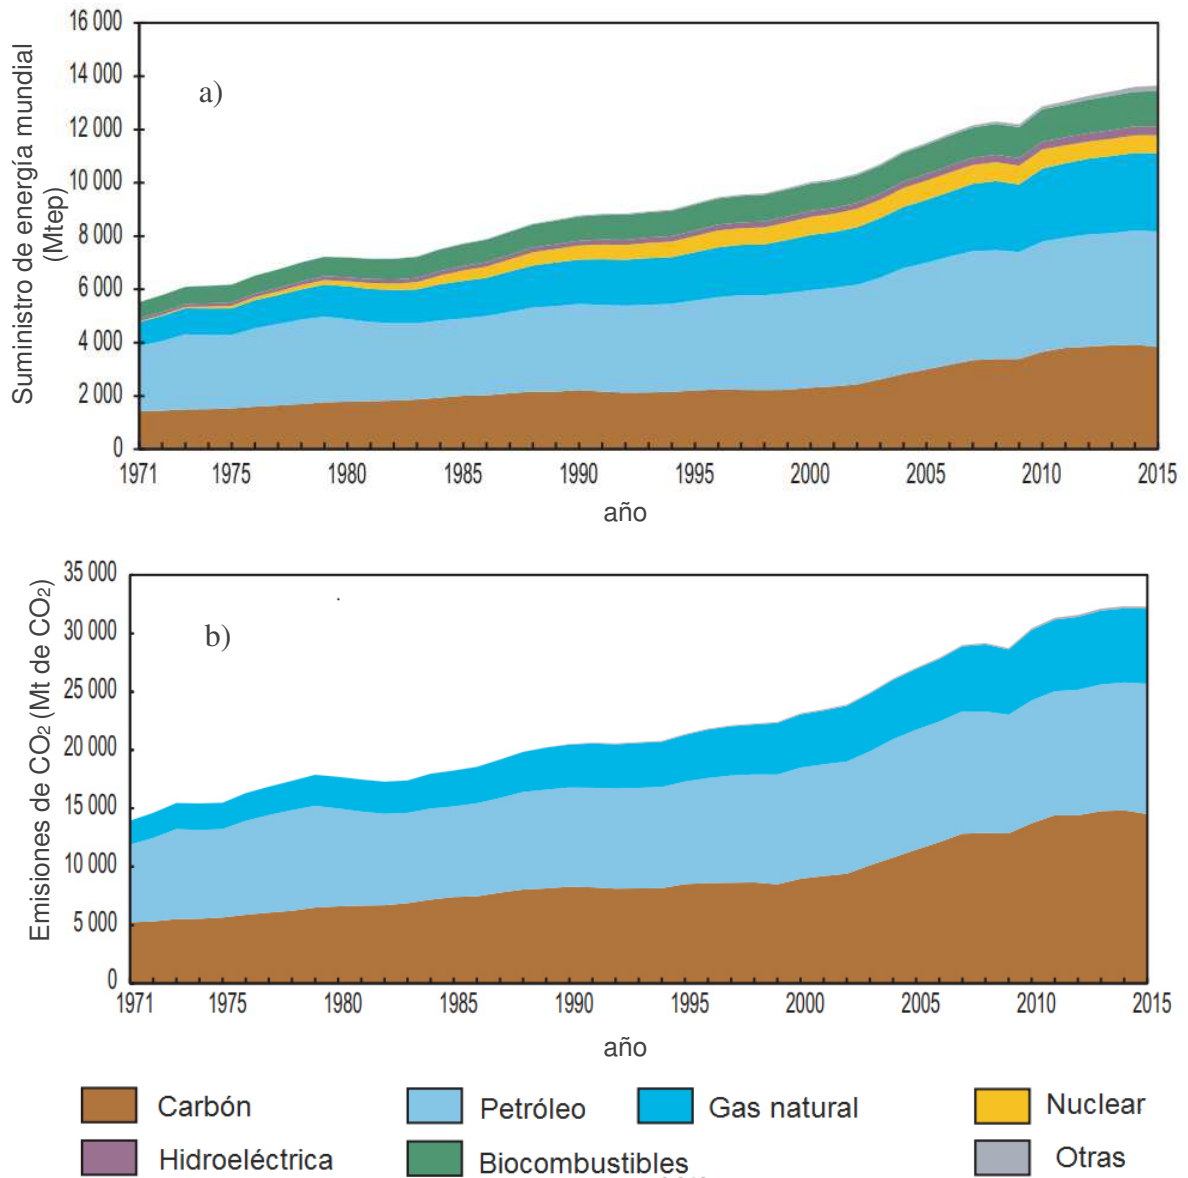 16 000
14 000
12 000
10 000
8 000
6 000
4 000
2 000
0
Suministro de energía mundial
(Mtep)
a)
1971 1975 1980 1985 1990 1995 2000 2005 2010 2015
año
35 000
30 000
25 000
20 000
15 000
10 000
5 000
0
Emisiones de CO₂ (Mt de CO₂)
b)
1971 1975 1980 1985 1990 1995 2000 2005 2010 2015
año
Carbón Petróleo Gas natural Nuclear
Hidroeléctrica Biocombustibles Otras